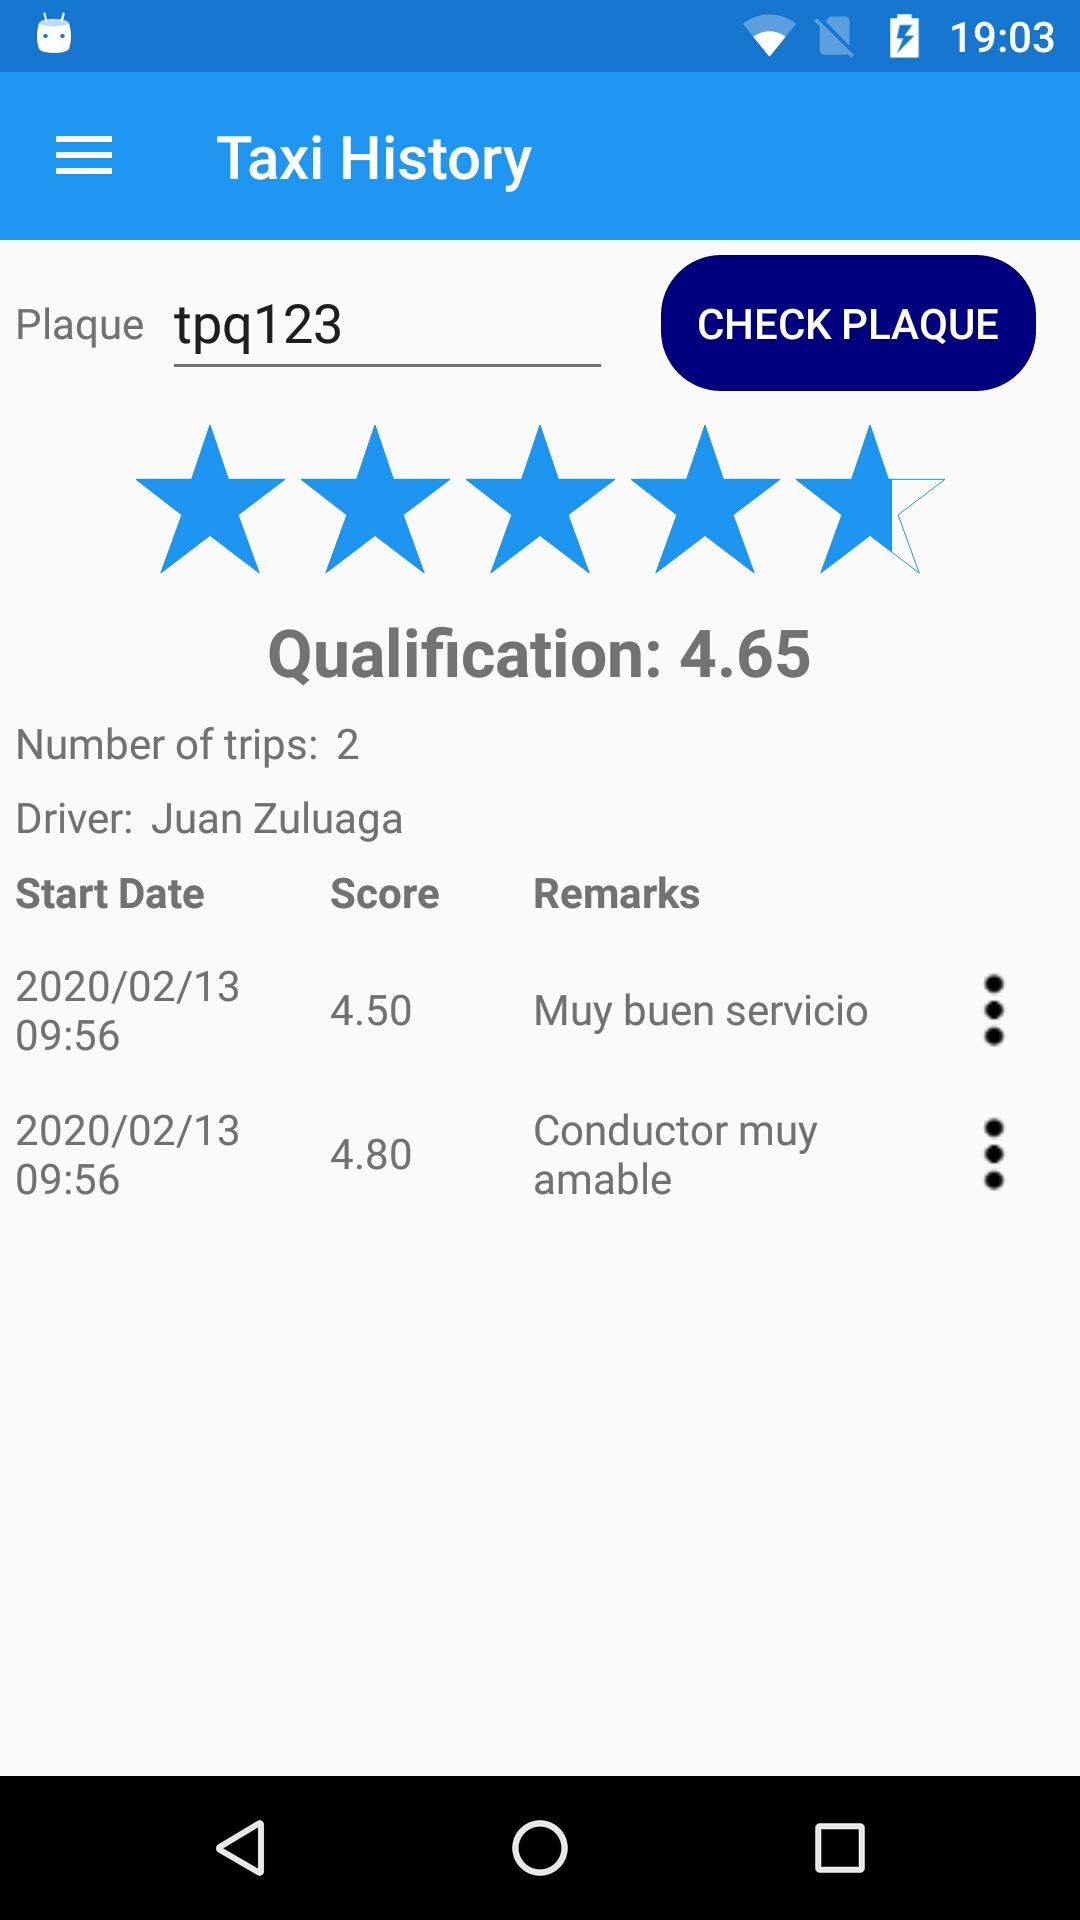 19:03
Taxi History
Plaque tpq123 CHECK PLAQUE
Qualification: 4.65
Number of trips: 2
Driver: Juan Zuluaga
Start Date Score Remarks
2020/02/13
09:56
4.50
Muy buen servicio
2020/02/13
09:56
4.80
Conductor muy
amable